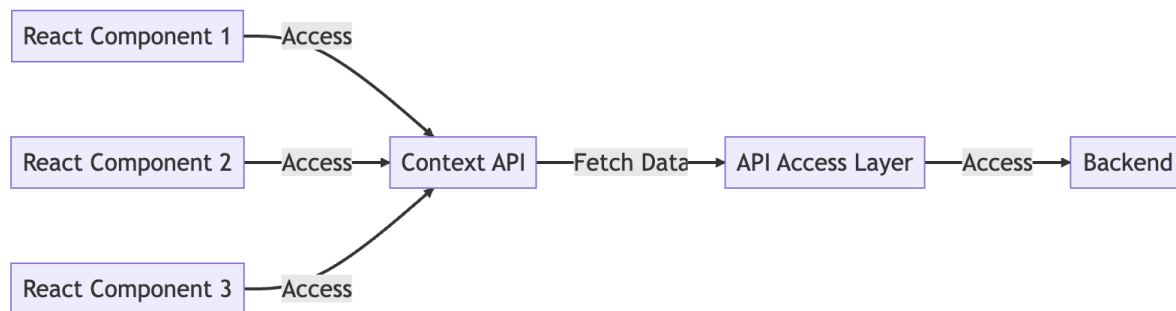 React Component 1
Access
React Component 2
Access
Context API
Fetch Data
API Access Layer
Access
Backend
React Component 3
Access